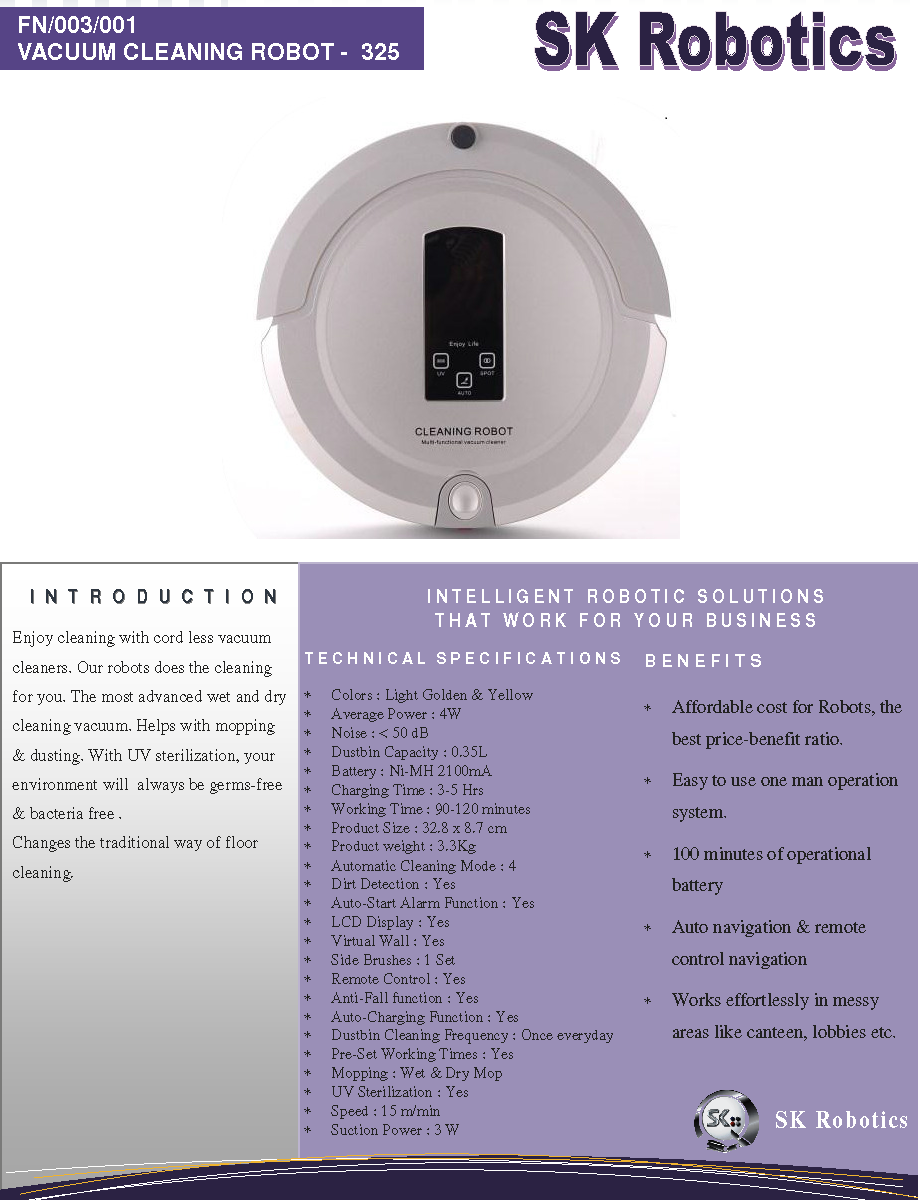 FN/003/001
VACUUM CLEANING ROBOT - 325
SK Robotics
Enjoy Life
UV
SPOT
AUTO
CLEANING ROBOT
Multi-functional vacuum cleaner
INTRODUCTION
Enjoy cleaning with cord less vacuum
cleaners. Our robots does the cleaning
for you. The most advanced wet and dry
cleaning vacuum. Helps with mopping
& dusting. With UV sterilization, your
environment will always be germs-free
& bacteria free .
Changes the traditional way of floor
cleaning.
INTELLIGENT ROBOTIC SOLUTIONS
THAT WORK FOR YOUR BUSINESS
TECHNICAL SPECIFICATIONS
* Colors : Light Golden & Yellow
* Average Power : 4W
* Noise : < 50 dB
* Dustbin Capacity : 0.35L
* Battery : Ni-MH 2100mA
* Charging Time : 3-5 Hrs
* Working Time : 90-120 minutes
* Product Size : 32.8 x 8.7 cm
* Product weight : 3.3Kg
* Automatic Cleaning Mode : 4
* Dirt Detection : Yes
* Auto-Start Alarm Function : Yes
* LCD Display : Yes
* Virtual Wall : Yes
* Side Brushes : 1 Set
* Remote Control : Yes
* Anti-Fall function : Yes
* Auto-Charging Function : Yes
* Dustbin Cleaning Frequency : Once everyday
* Pre-Set Working Times : Yes
* Mopping : Wet & Dry Mop
* UV Sterilization : Yes
* Speed : 15 m/min
* Suction Power : 3 W
BENEFITS
* Affordable cost for Robots, the
best price-benefit ratio.
* Easy to use one man operation
system.
* 100 minutes of operational
battery
* Auto navigation & remote
control navigation
* Works effortlessly in messy
areas like canteen, lobbies etc.
SK
SK Robotics